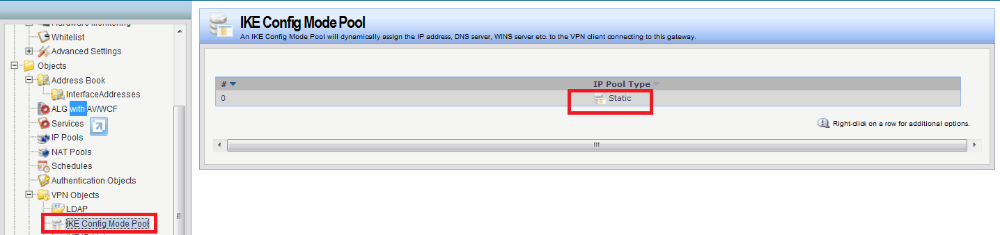 Hardware Monitoring
Whitelist
Advanced Settings
Objects
Address Book
InterfaceAddresses
ALG with AV/WCF
Services
IP Pools
NAT Pools
Schedules
Authentication Objects
VPN Objects
LDAP
IKE Config Mode Pool
IKE Config Mode Pool
An IKE Config Mode Pool will dynamically assign the IP address, DNS server, WINS server etc. to the VPN client connecting to this gateway.
# IP Pool Type
0 Static
Right-click on a row for additional options.